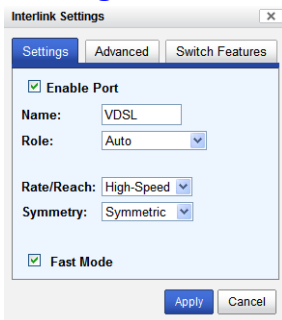 Interlink Settings
Settings Advanced Switch Features
Enable Port
Name: VDSL
Role: Auto
Rate/Reach: High-Speed
Symmetry: Symmetric
Fast Mode
Apply Cancel